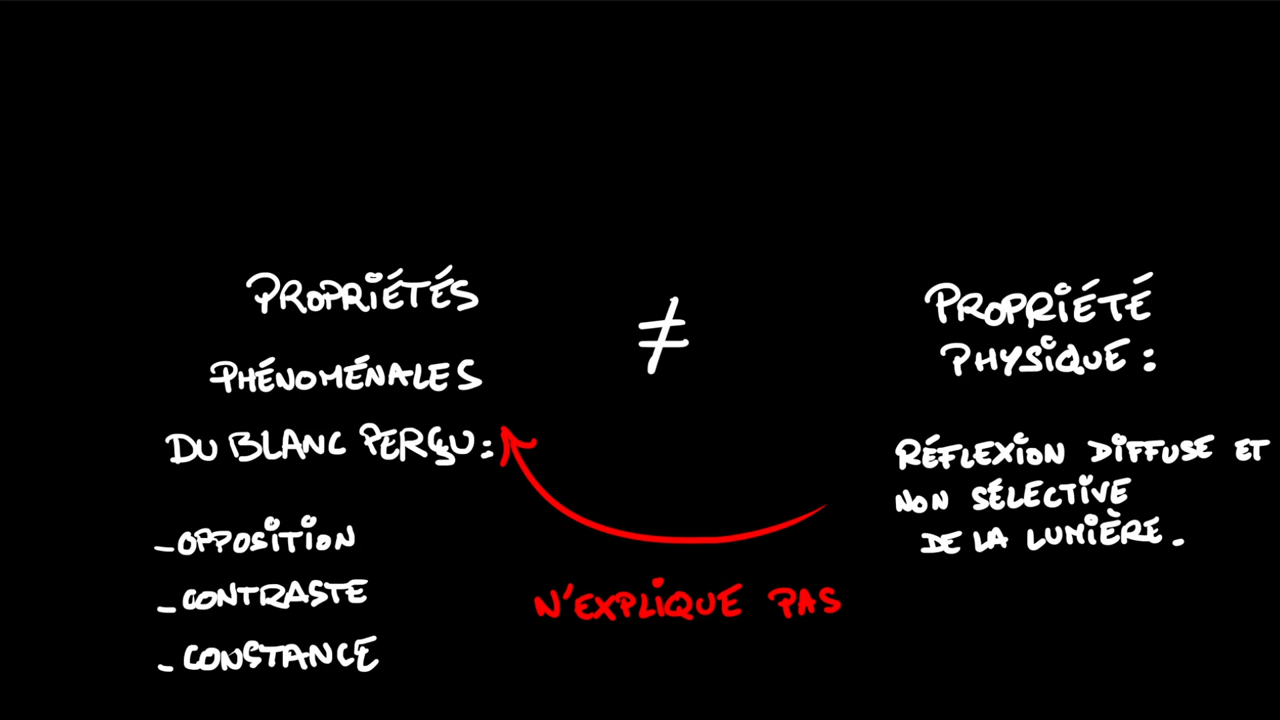 PROPRIÉTÉS
PHÉNOMÉNALES
DU BLANC PERÇU :
- OPPOSITION
- CONTRASTE
- CONSTANCE
≠
N'EXPLIQUE PAS
PROPRIÉTÉ
PHYSIQUE :
RÉFLEXION DIFFUSE ET
NON SÉLECTIVE
DE LA LUMIÈRE.